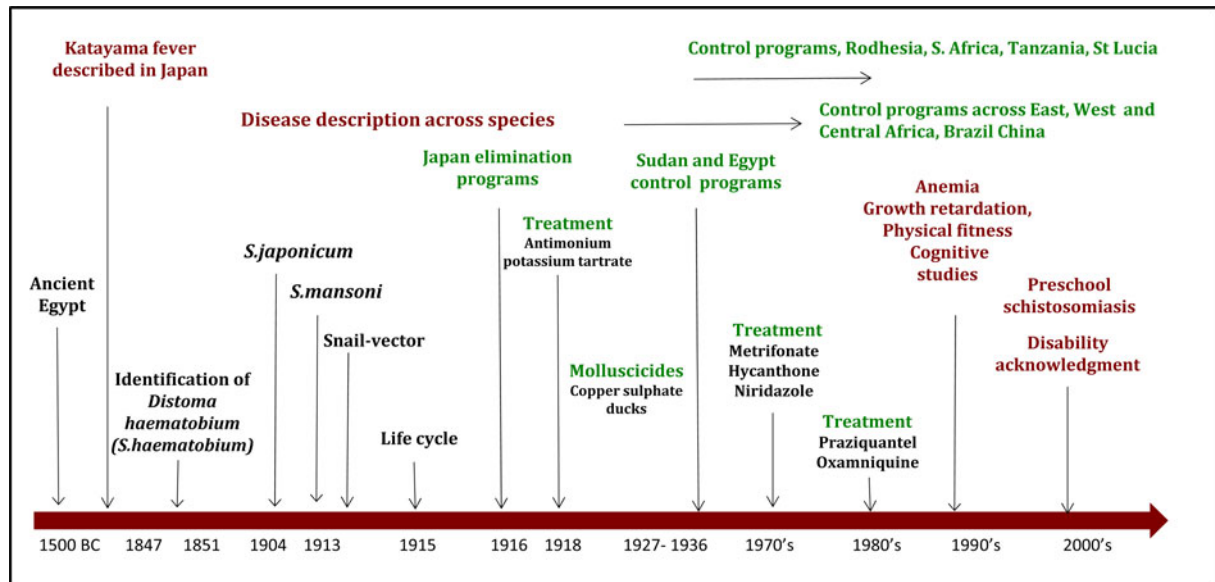 Katayama fever
described in Japan
Control programs, Rodhesia, S. Africa, Tanzania, St Lucia
Disease description across species
Control programs across East, West and
Central Africa, Brazil China
Japan elimination
programs
Sudan and Egypt
control programs
Anemia
Growth retardation,
Physical fitness
Cognitive
studies
Treatment
Antimonium
potassium tartrate
S.japonicum
Ancient
Egypt
S.mansoni
Preschool
schistosomiasis
Snail-vector
Treatment
Metrifonate
Hycanthone
Niridazole
Disability
acknowledgment
Identification of
Distoma
haematobium
(S.haematobium)
Molluscicides
Copper sulphate
ducks
Life cycle
Treatment
Praziquantel
Oxamniquine
1500 BC 1847 1851 1904 1913 1915 1916 1918 1927- 1936 1970's 1980's 1990's 2000's